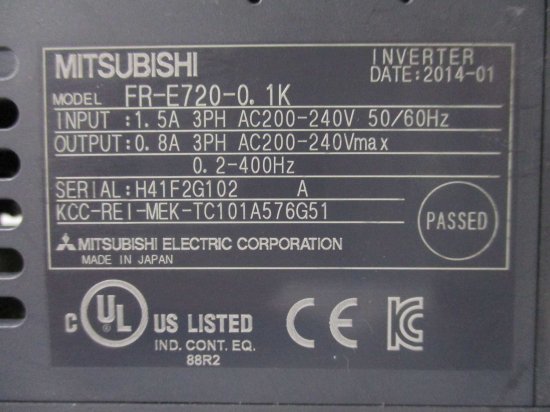 MITSUBISHI
INVERTER
DATE:2014-01
MODEL FR-E720-0.1K
INPUT :1.5A 3PH AC200-240V 50/60Hz
OUTPUT:0.8A 3PH AC200-240Vmax
0.2-400Hz
SERIAL:H41F2G102 A
KCC-REI-MEK-TC101A576G51
PASSED
MITSUBISHI ELECTRIC CORPORATION
MADE IN JAPAN
C UL US LISTED
IND. CONT. EQ.
88R2
CE